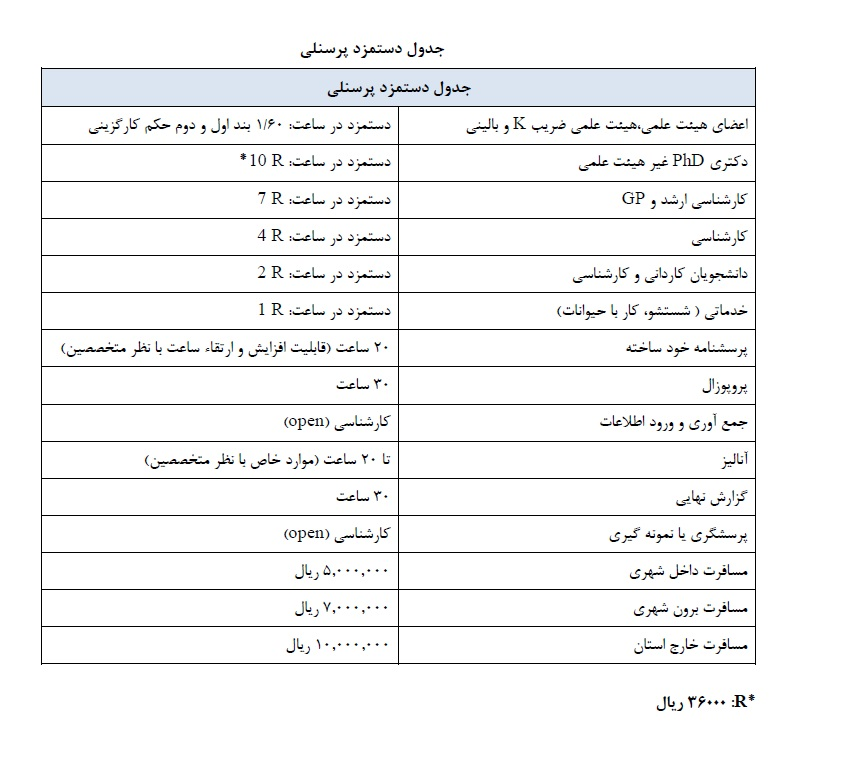 جدول دستمزد پرسنلی
جدول دستمزد پرسنلی
اعضای هیئت علمی،هیئت علمی ضریب K و بالینی دستمزد در ساعت: ۱/۶۰ بند اول و دوم حکم کارگزینی
دکتری PhD غیر هیئت علمی دستمزد در ساعت: 10 R*
کارشناسی ارشد و GP دستمزد در ساعت: 7 R
کارشناسی دستمزد در ساعت: 4 R
دانشجویان کاردانی و کارشناسی دستمزد در ساعت: 2 R
خدماتی ( شستشو، کار با حیوانات) دستمزد در ساعت: 1 R
پرسشنامه خود ساخته ۲۰ ساعت (قابلیت افزایش و ارتقاء ساعت با نظر متخصصین)
پروپوزال ۳۰ ساعت
جمع آوری و ورود اطلاعات کارشناسی (open)
آنالیز تا ۲۰ ساعت (موارد خاص با نظر متخصصین)
گزارش نهایی ۳۰ ساعت
پرسشگری یا نمونه گیری کارشناسی (open)
مسافرت داخل شهری ۵,۰۰۰,۰۰۰ ریال
مسافرت برون شهری ۷,۰۰۰,۰۰۰ ریال
مسافرت خارج استان ۱۰,۰۰۰,۰۰۰ ریال
*R: ۳۶۰۰۰ ریال